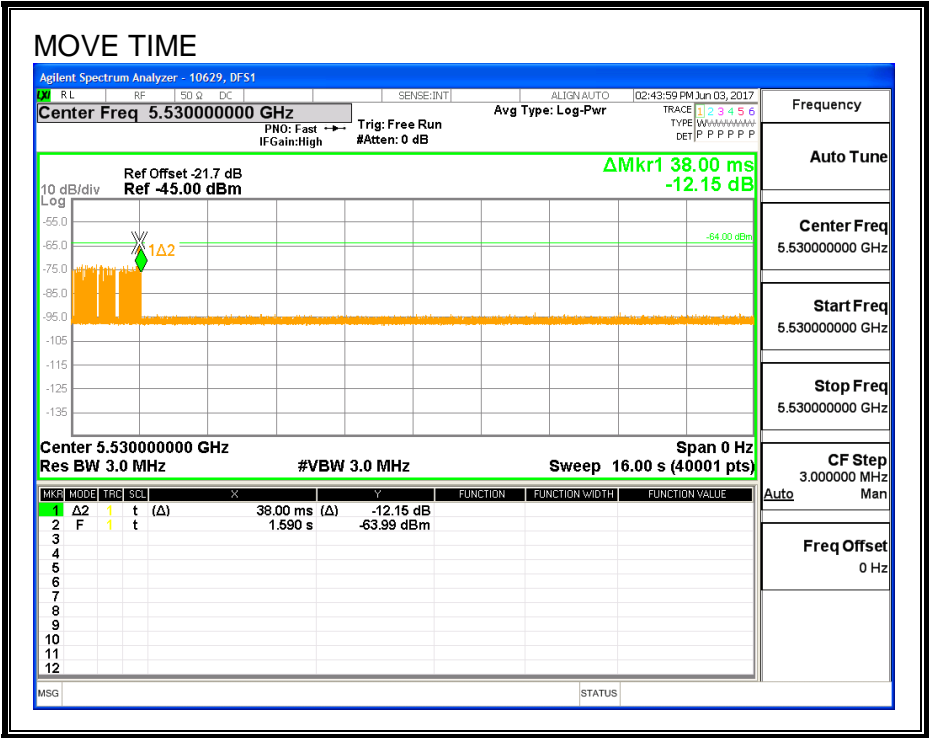 MOVE TIME
Agilent Spectrum Analyzer - 10629, DFS1
LXI RL RF 50 Ω DC SENSE:INT ALIGN AUTO 02:43:59 PM Jun 03, 2017
Center Freq 5.530000000 GHz
PNO: Fast
IFGain:High
Trig: Free Run
#Atten: 0 dB
Avg Type: Log-Pwr
TRACE 1 2 3 4 5 6
TYPE WWWWWW
DET P P P P P P
Ref Offset -21.7 dB
Ref -45.00 dBm
10 dB/div
Log
ΔMkr1 38.00 ms
-12.15 dB
-55.0
-65.0
-75.0
-85.0
-95.0
-105
-115
-125
-135
1Δ2
-64.00 dBm
Center 5.530000000 GHz
Span 0 Hz
Res BW 3.0 MHz
#VBW 3.0 MHz
Sweep 16.00 s (40001 pts)
MKR MODE TRC SCL X Y FUNCTION FUNCTION WIDTH FUNCTION VALUE
1 Δ2 1 t (Δ) 38.00 ms (Δ) -12.15 dB
2 F 1 t 1.590 s -63.99 dBm
3
4
5
6
7
8
9
10
11
12
MSG
STATUS
Frequency
Auto Tune
Center Freq
5.530000000 GHz
Start Freq
5.530000000 GHz
Stop Freq
5.530000000 GHz
CF Step
3.000000 MHz
Auto Man
Freq Offset
0 Hz